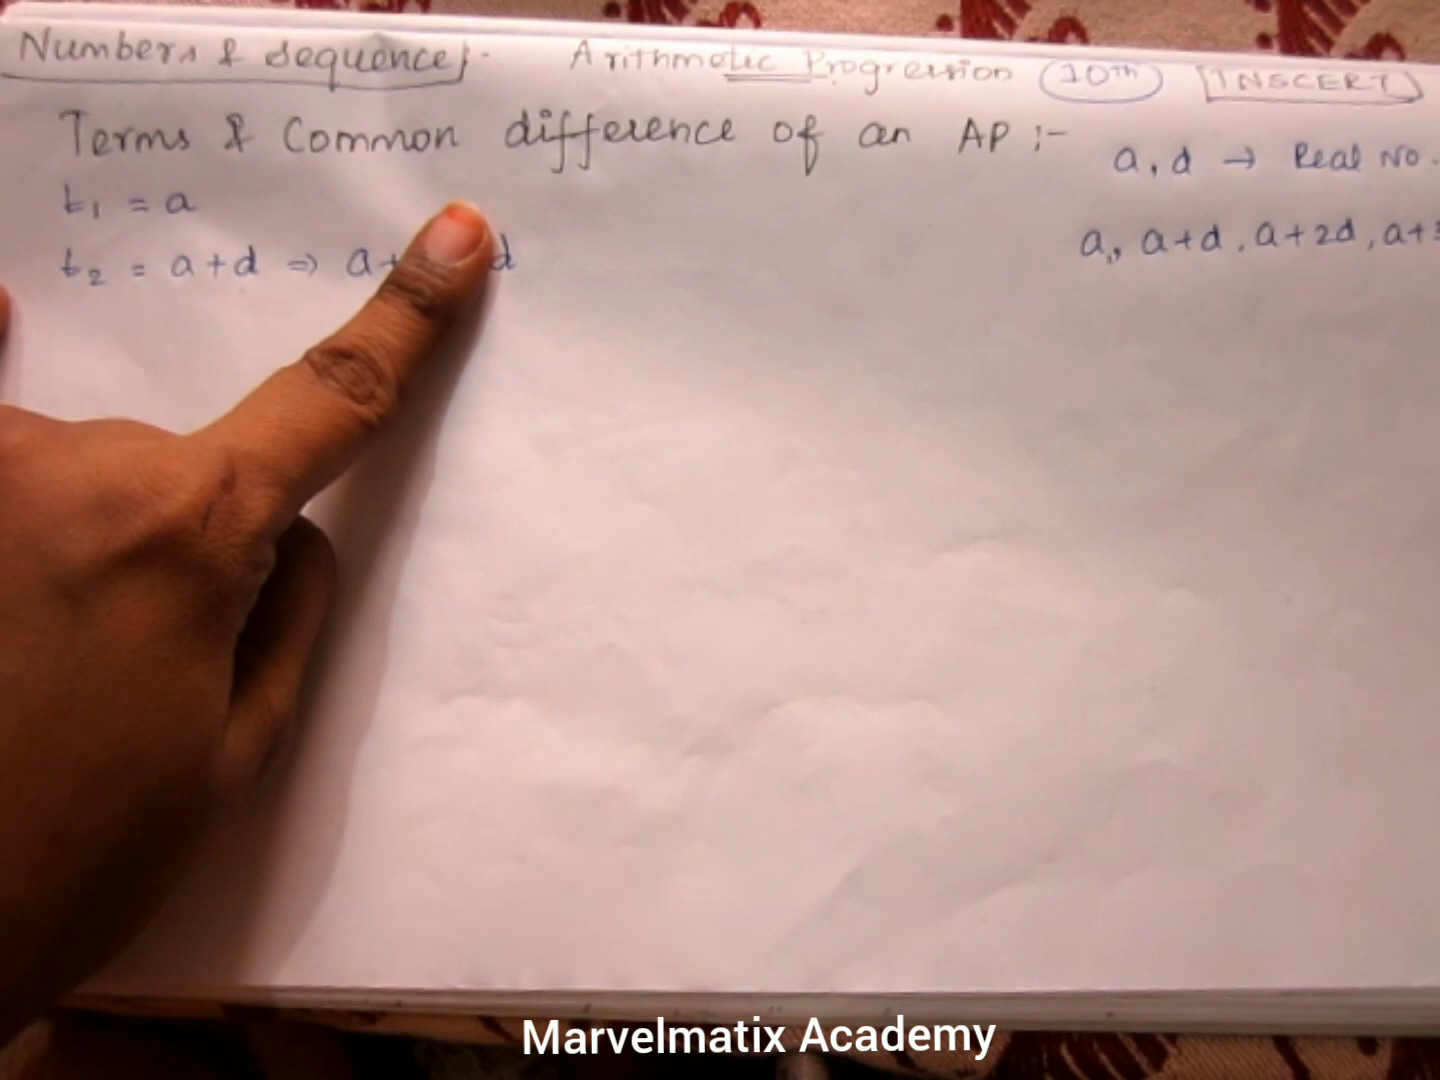 Numbers & Sequence :- Arithmetic Progression 10th TNSCERT
Terms & Common difference of an AP :-
a, d → Real No.
t₁ = a
a, a+d, a+2d, a+3
t₂ = a+d ⇒ a+ d
Marvelmatix Academy